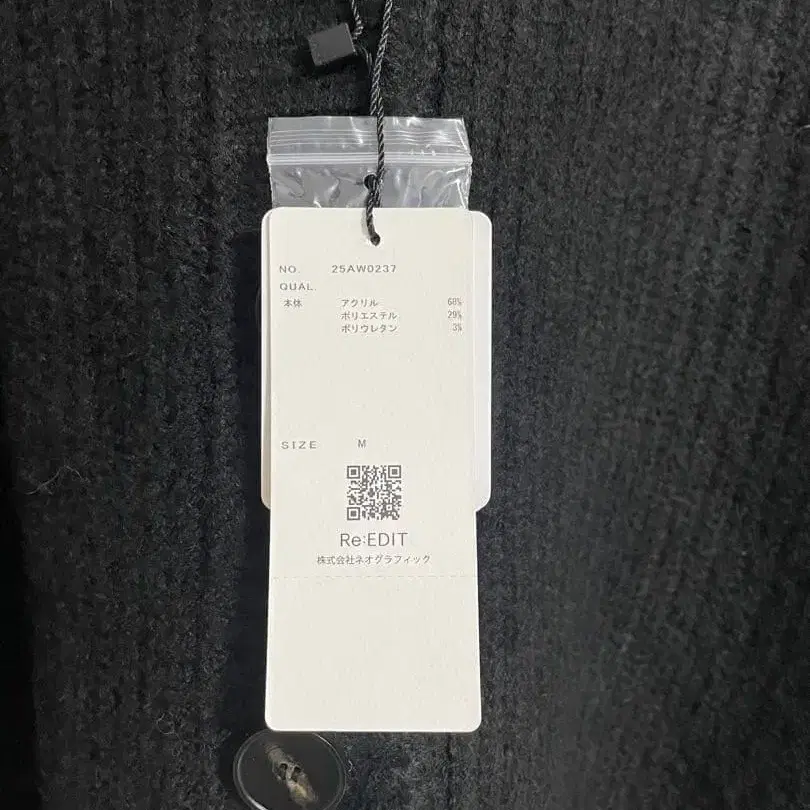 NO. 25AW0237
QUAL.
本体 アクリル 68%
ポリエステル 29%
ポリウレタン 3%
SIZE M
Re:EDIT
株式会社ネオグラフィック